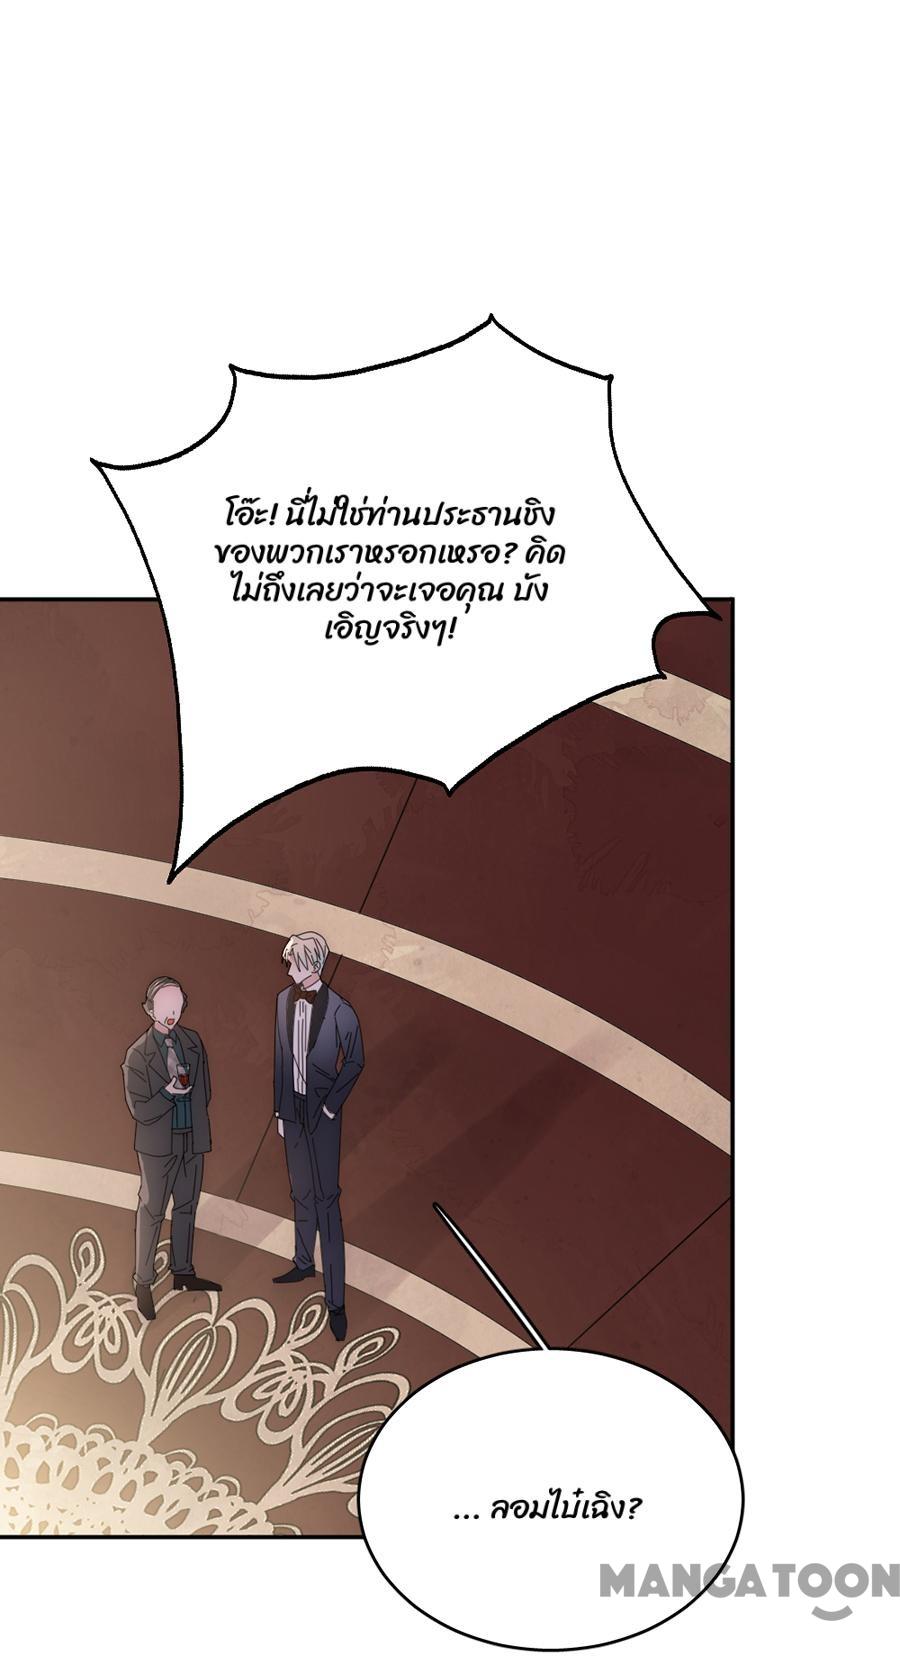 โอ๊ะ! นี่ไม่ใช่ท่านประธานชิง
ของพวกเราหรอกเหรอ? คิด
ไม่ถึงเลยว่าจะเจอคุณ บัง
เอิญจริงๆ!
... ลอมไป๋เฉิง?
MANGATOON